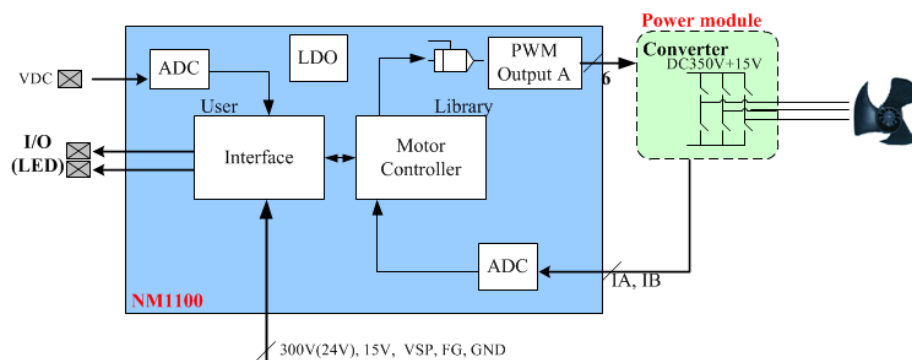 Power module
Converter
DC350V+15V
ADC
LDO
PWM
Output A
6
VDC
User
Library
I/O
(LED)
Interface
Motor
Controller
ADC
IA, IB
NM1100
300V(24V), 15V, VSP, FG, GND